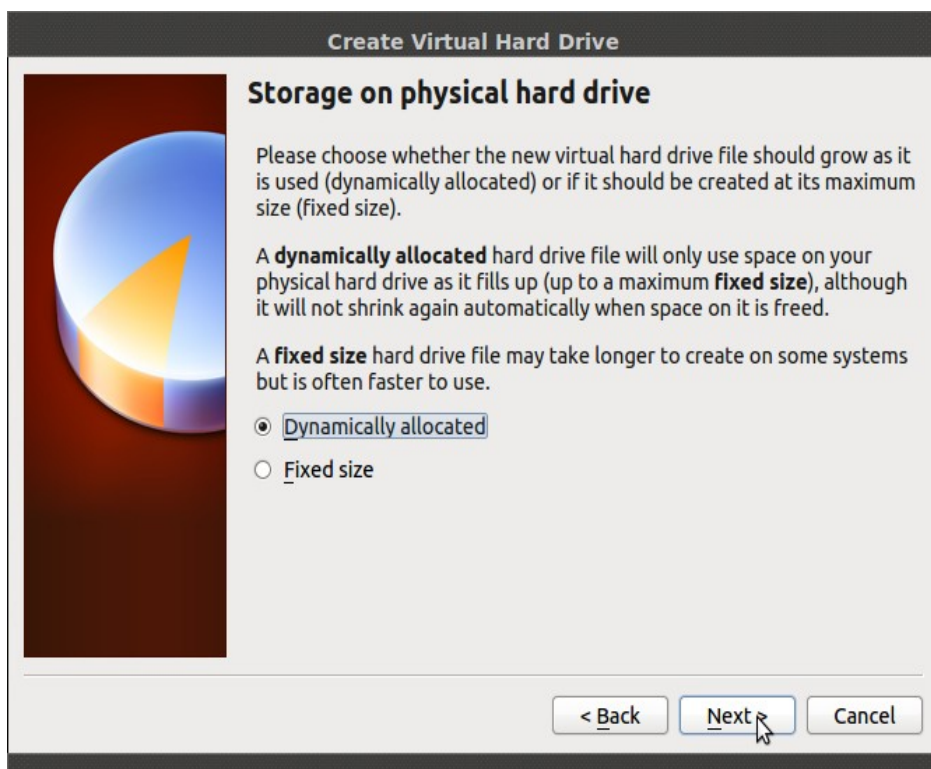 Create Virtual Hard Drive
Storage on physical hard drive
Please choose whether the new virtual hard drive file should grow as it
is used (dynamically allocated) or if it should be created at its maximum
size (fixed size).
A dynamically allocated hard drive file will only use space on your
physical hard drive as it fills up (up to a maximum fixed size), although
it will not shrink again automatically when space on it is freed.
A fixed size hard drive file may take longer to create on some systems
but is often faster to use.
Dynamically allocated
Fixed size
< Back Next > Cancel